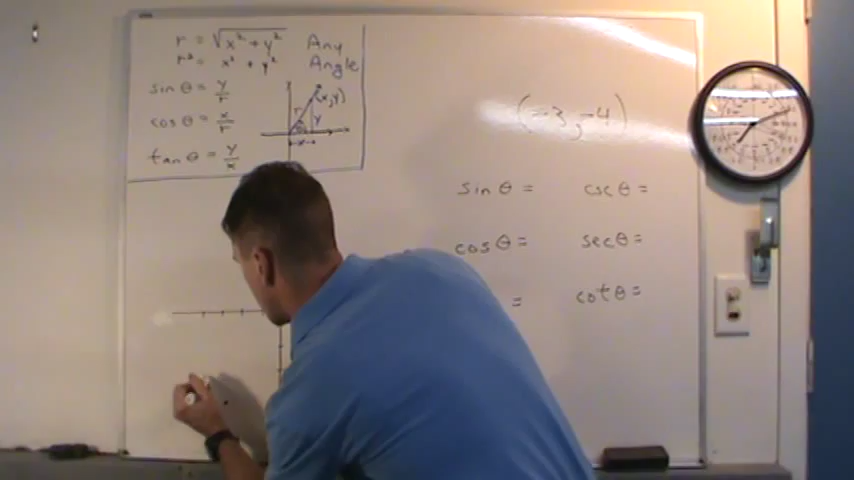 r = √x² + y² Any
r² = x² + y² Angle
sin θ = y/r
cos θ = x/r
tan θ = y/x
y
(x,y)
r
y
θ
x
(-3, -4)
sin θ = csc θ =
cos θ = sec θ =
= cot θ =